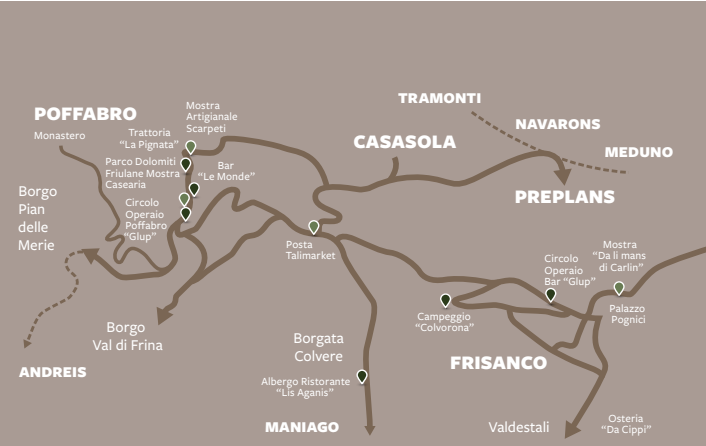 TRAMONTI
POFFABRO
Mostra
Artigianale
Scarpeti
NAVARONS
Monastero
Trattoria
“La Pignata”
CASASOLA
MEDUNO
Parco Dolomiti
Friulane Mostra
Casearia
Bar
“Le Monde”
Borgo
Pian
delle
Merie
PREPLANS
Circolo
Operaio
Poffabro
“Glup”
Posta
Talimarket
Circolo
Operaio
Bar “Glup”
Mostra
“Da li mans
di Carlin”
Campeggio
“Colvorona”
Palazzo
Pognici
Borgo
Val di Frina
Borgata
Colvere
FRISANCO
ANDREIS
Albergo Ristorante
“Lis Aganis”
MANIAGO
Valdestali
Osteria
“Da Cippi”